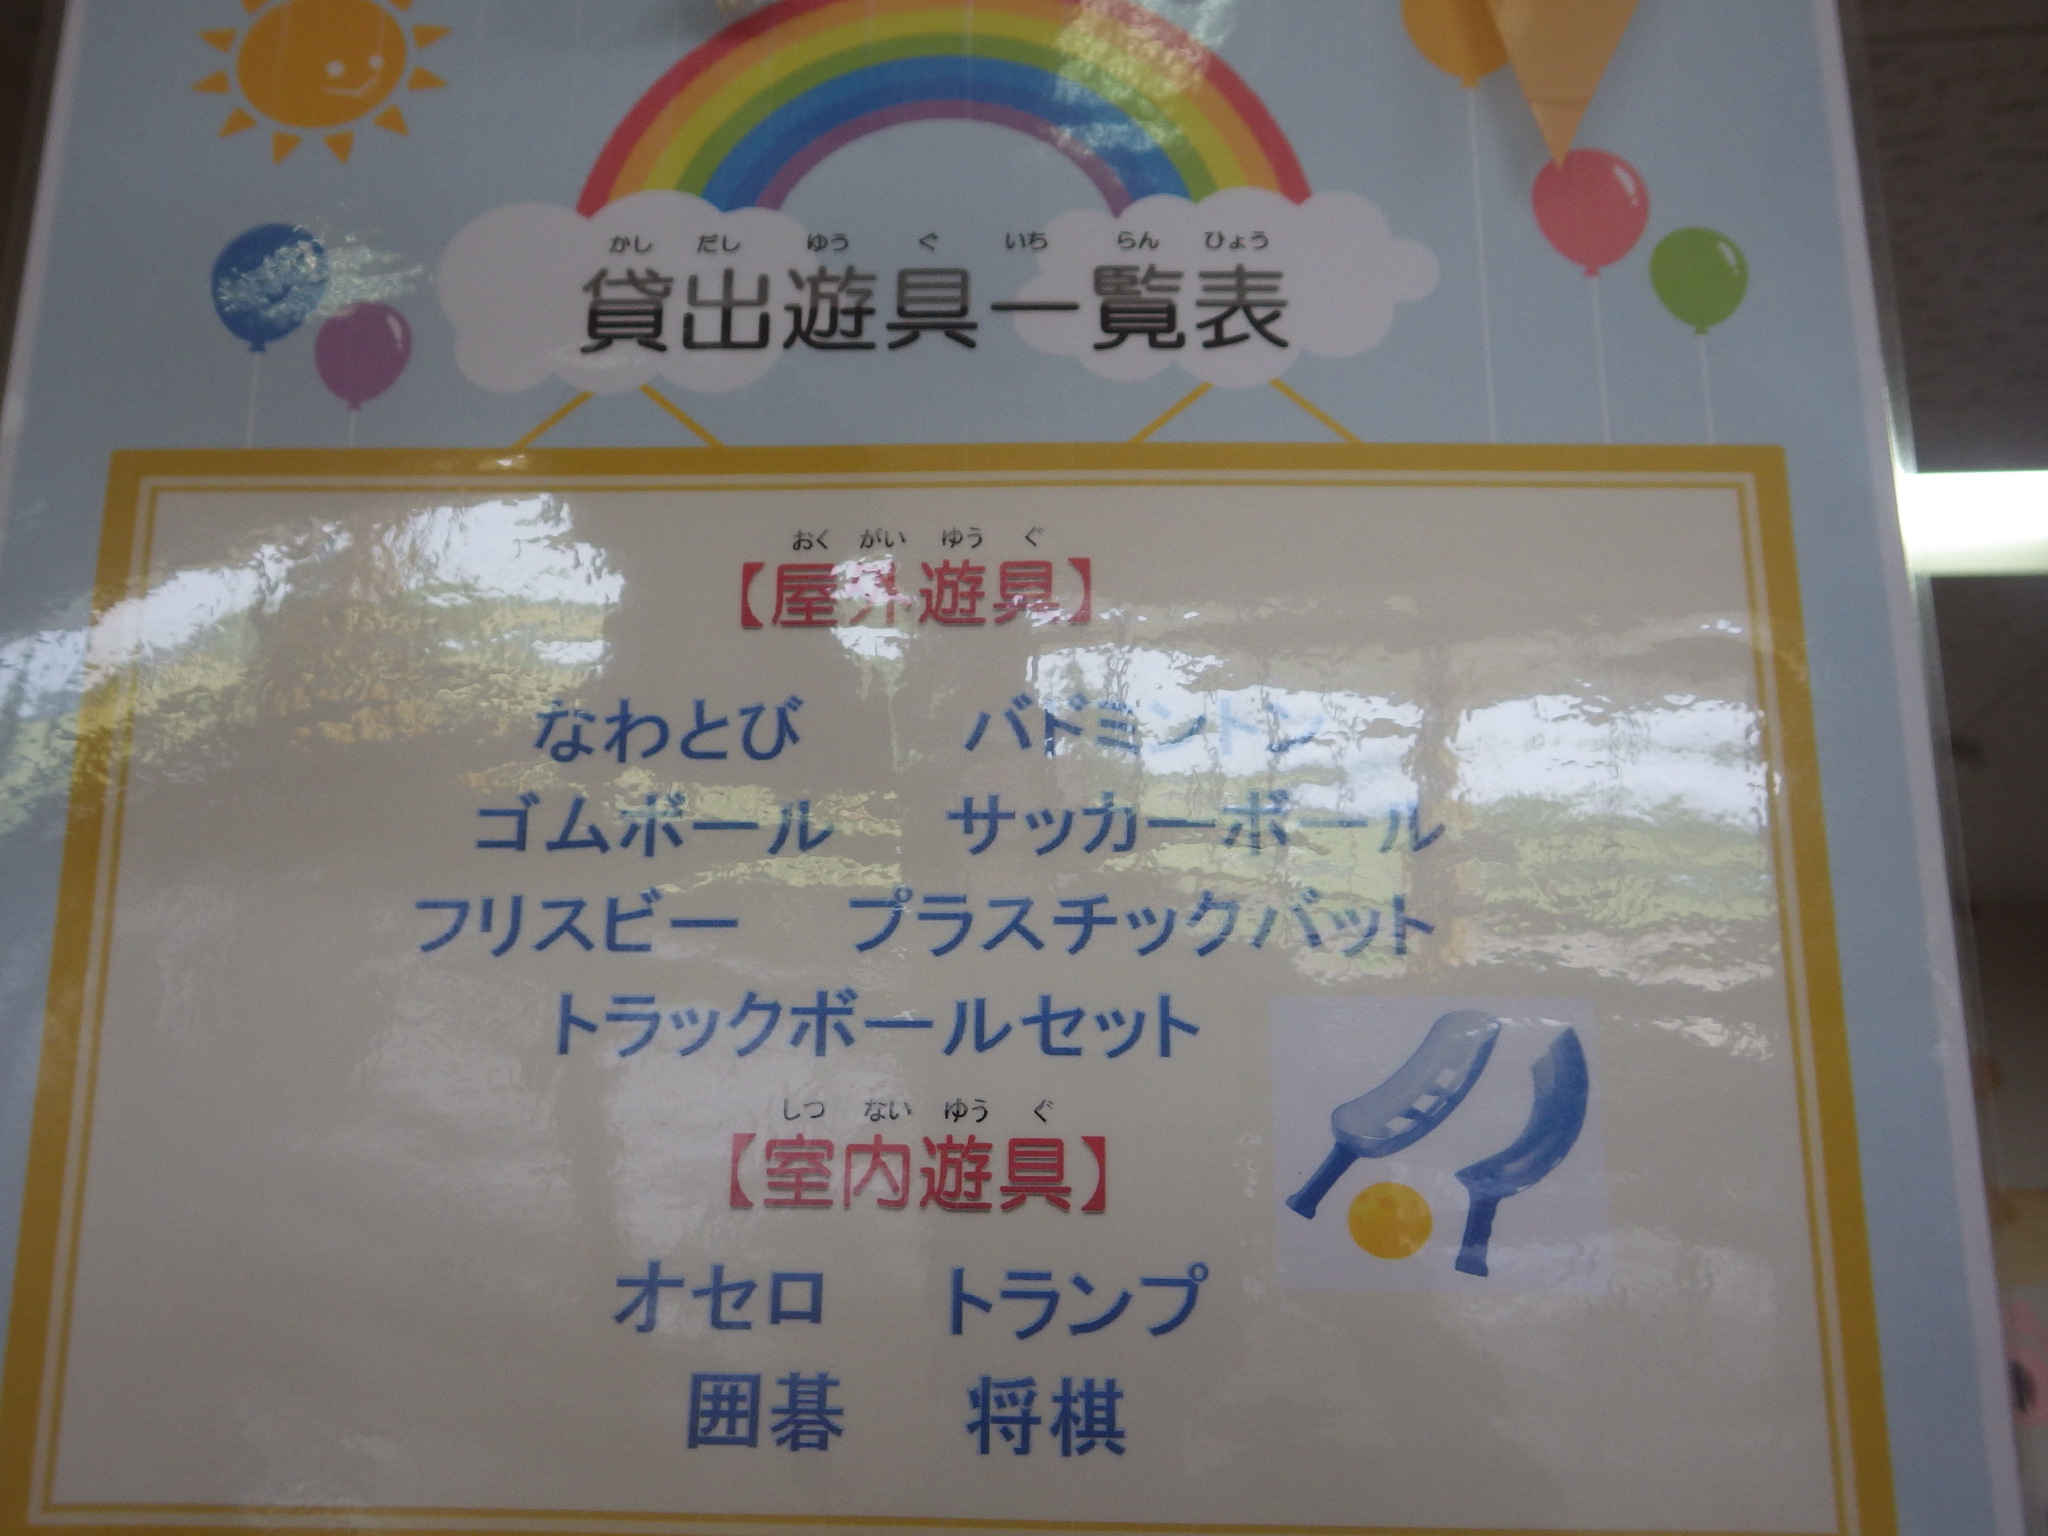 かし だし ゆう ぐ いち らん ひょう
貸出遊具一覧表
おく がい ゆう ぐ
【屋外遊具】
なわとび バドミントン
ゴムボール サッカーボール
フリスビー プラスチックバット
トラックボールセット
しつ ない ゆう ぐ
【室内遊具】
オセロ トランプ
囲碁 将棋